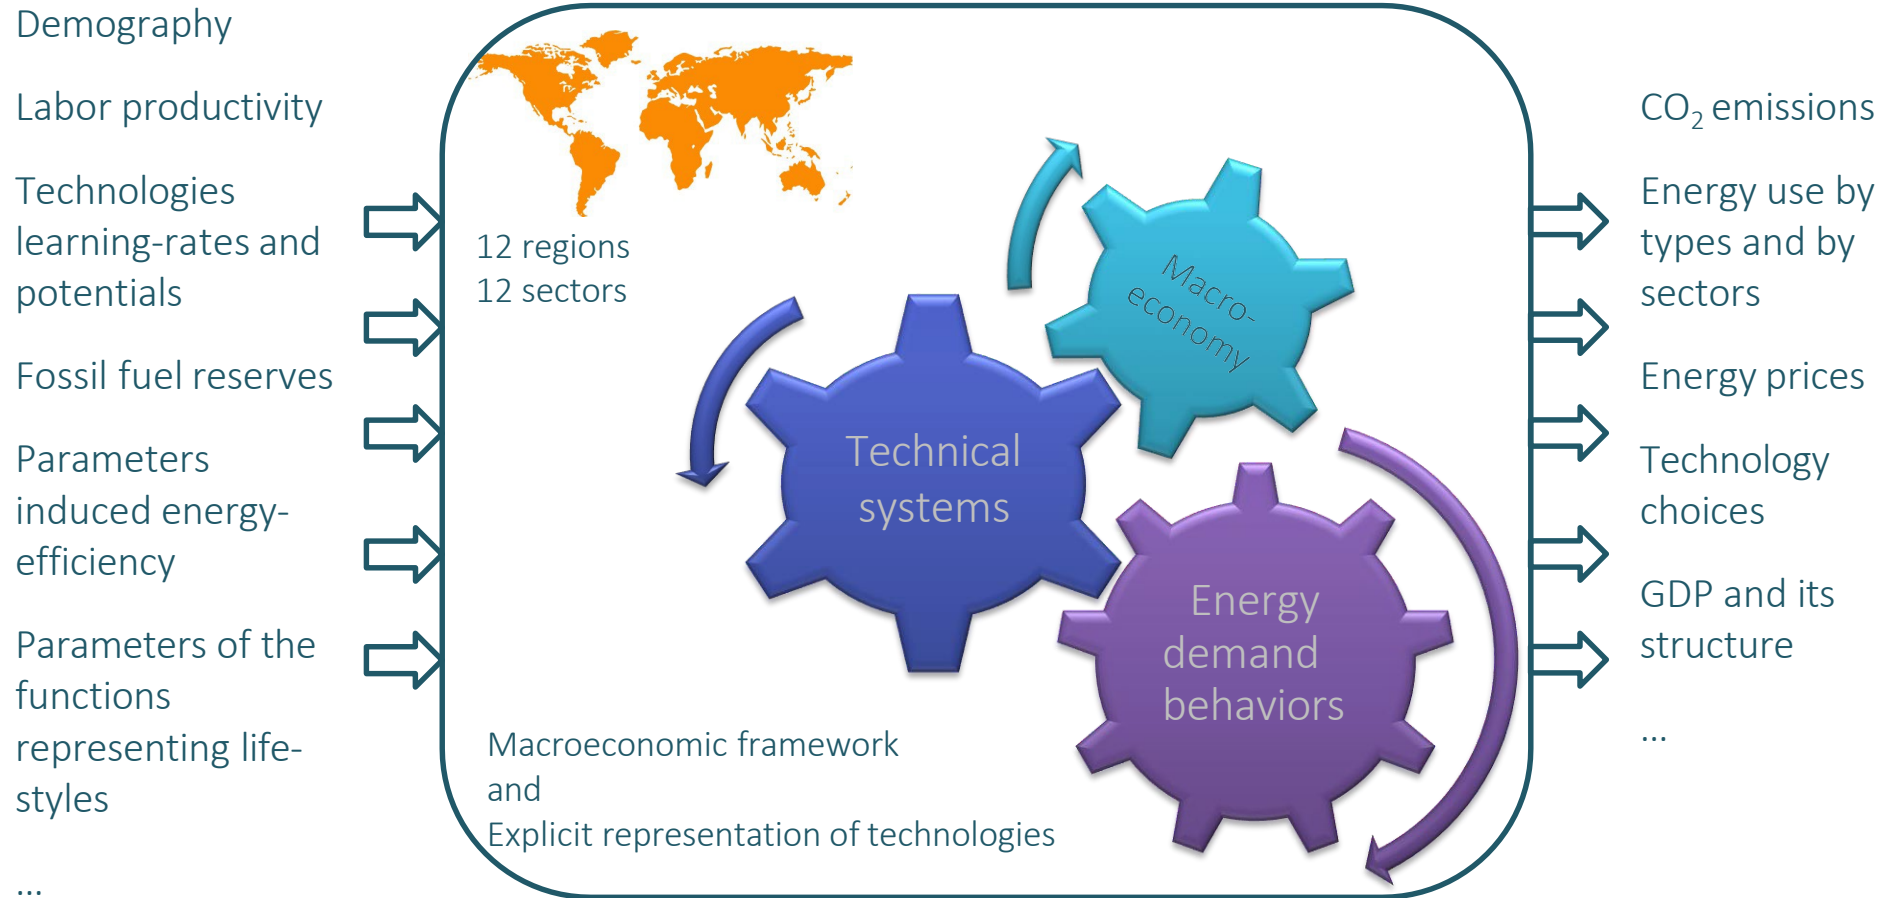 Demography
Labor productivity
Technologies
learning-rates and
potentials
Fossil fuel reserves
Parameters
induced energy-
efficiency
Parameters of the
functions
representing life-
styles
...
12 regions
12 sectors
Macro-
economy
Technical
systems
Energy
demand
behaviors
Macroeconomic framework
and
Explicit representation of technologies
CO₂ emissions
Energy use by
types and by
sectors
Energy prices
Technology
choices
GDP and its
structure
...